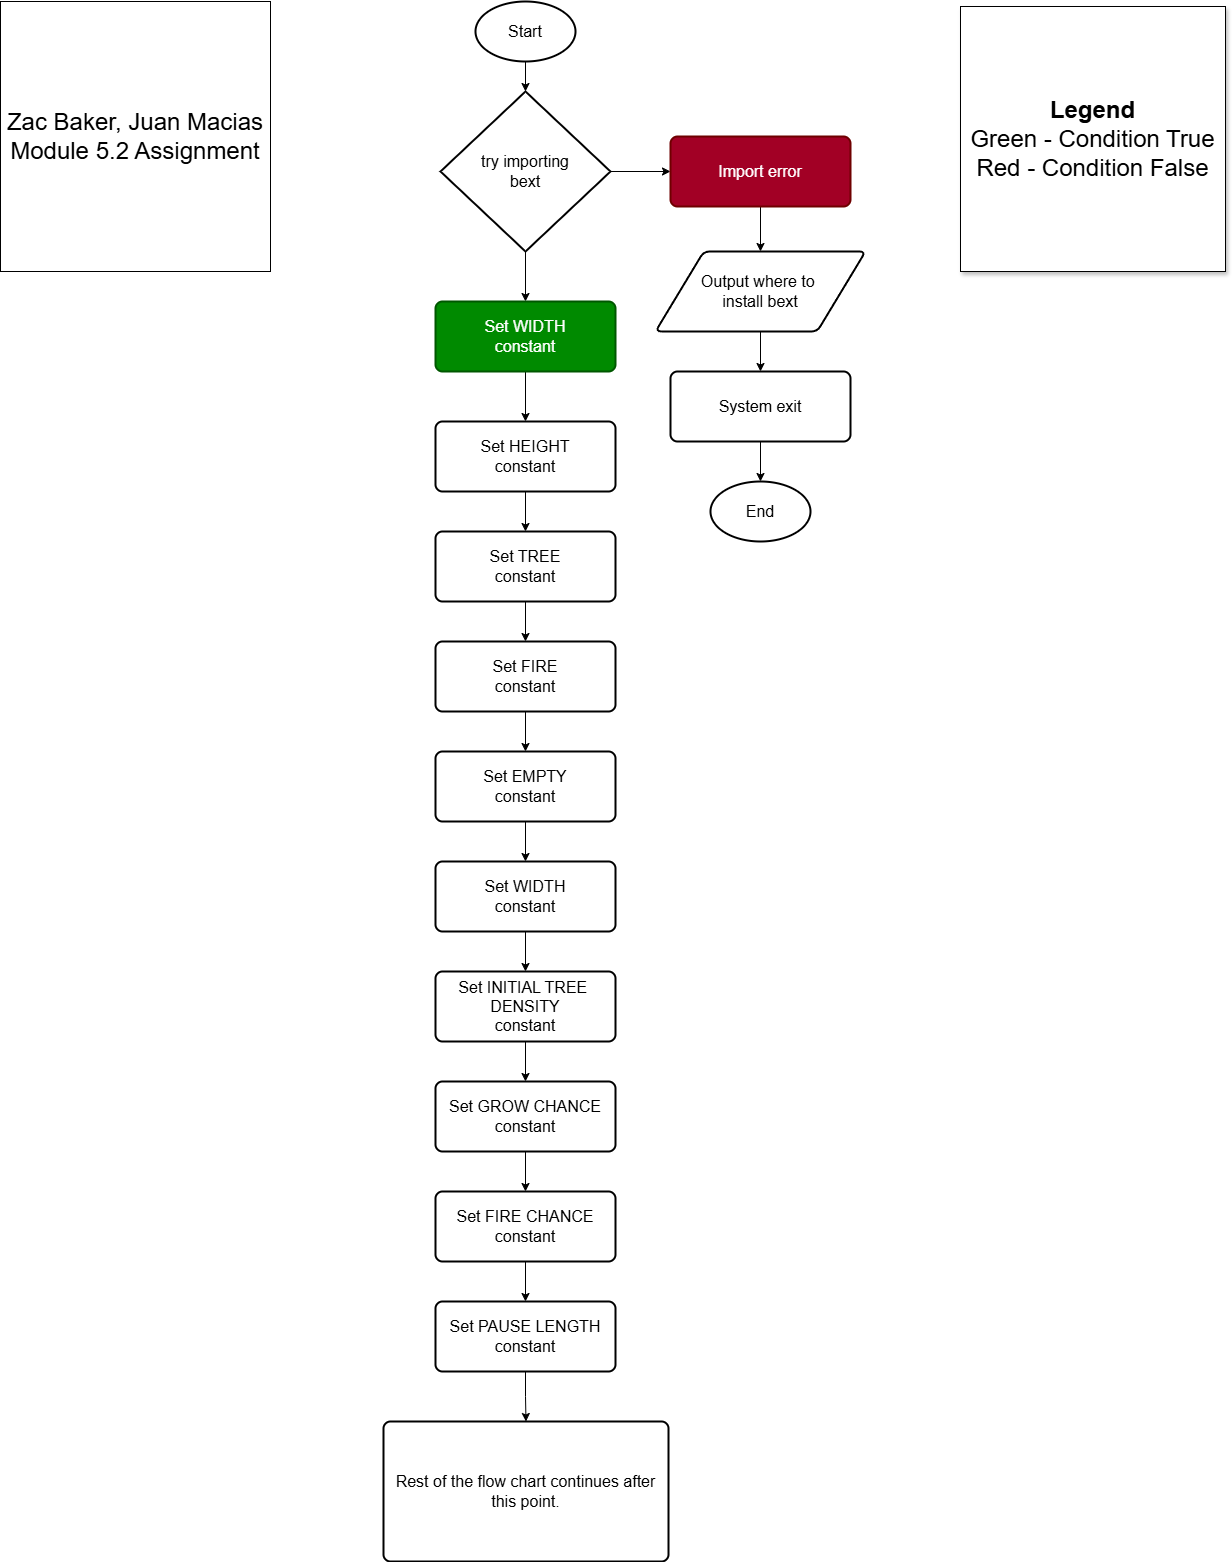 Zac Baker, Juan Macias
Module 5.2 Assignment
Start
Legend
Green - Condition True
Red - Condition False
try importing
bext
Import error
Output where to
install bext
System exit
End
Set WIDTH
constant
Set HEIGHT
constant
Set TREE
constant
Set FIRE
constant
Set EMPTY
constant
Set WIDTH
constant
Set INITIAL TREE
DENSITY
constant
Set GROW CHANCE
constant
Set FIRE CHANCE
constant
Set PAUSE LENGTH
constant
Rest of the flow chart continues after
this point.